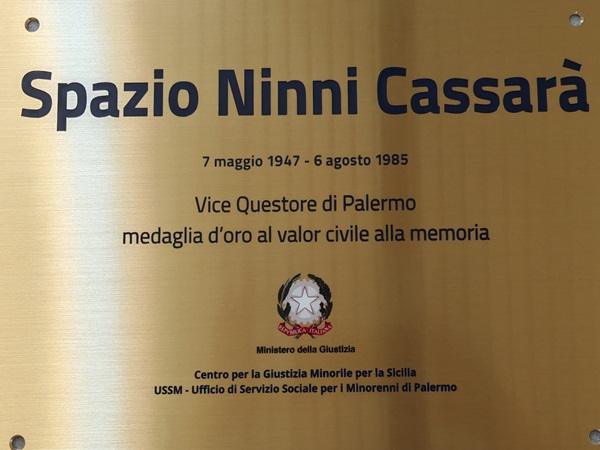 Spazio Ninni Cassarà
7 maggio 1947 - 6 agosto 1985
Vice Questore di Palermo
medaglia d'oro al valor civile alla memoria
REPVBBLICA ITALIANA
Ministero della Giustizia
Centro per la Giustizia Minorile per la Sicilia
USSM - Ufficio di Servizio Sociale per i Minorenni di Palermo